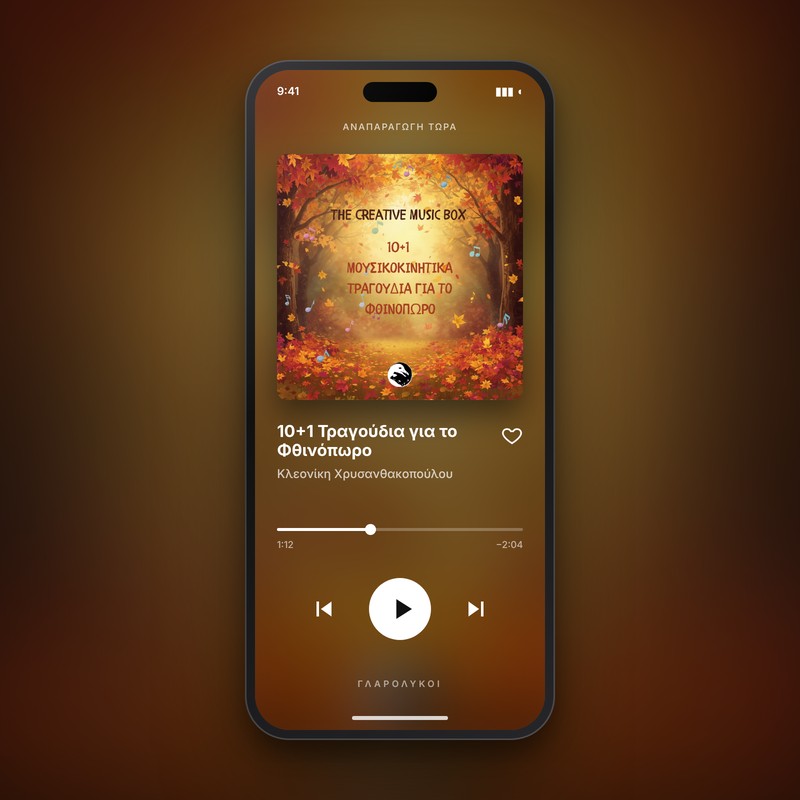 9:41
ΑΝΑΠΑΡΑΓΩΓΗ ΤΩΡΑ
THE CREATIVE MUSIC BOX
10+1
ΜΟΥΣΙΚΟΚΙΝΗΤΙΚΑ
ΤΡΑΓΟΥΔΙΑ ΓΙΑ ΤΟ
ΦΘΙΝΟΠΩΡΟ
10+1 Τραγούδια για το
Φθινόπωρο
Κλεονίκη Χρυσανθακοπούλου
1:12
−2:04
ΓΛΑΡΟΛΥΚΟΙ